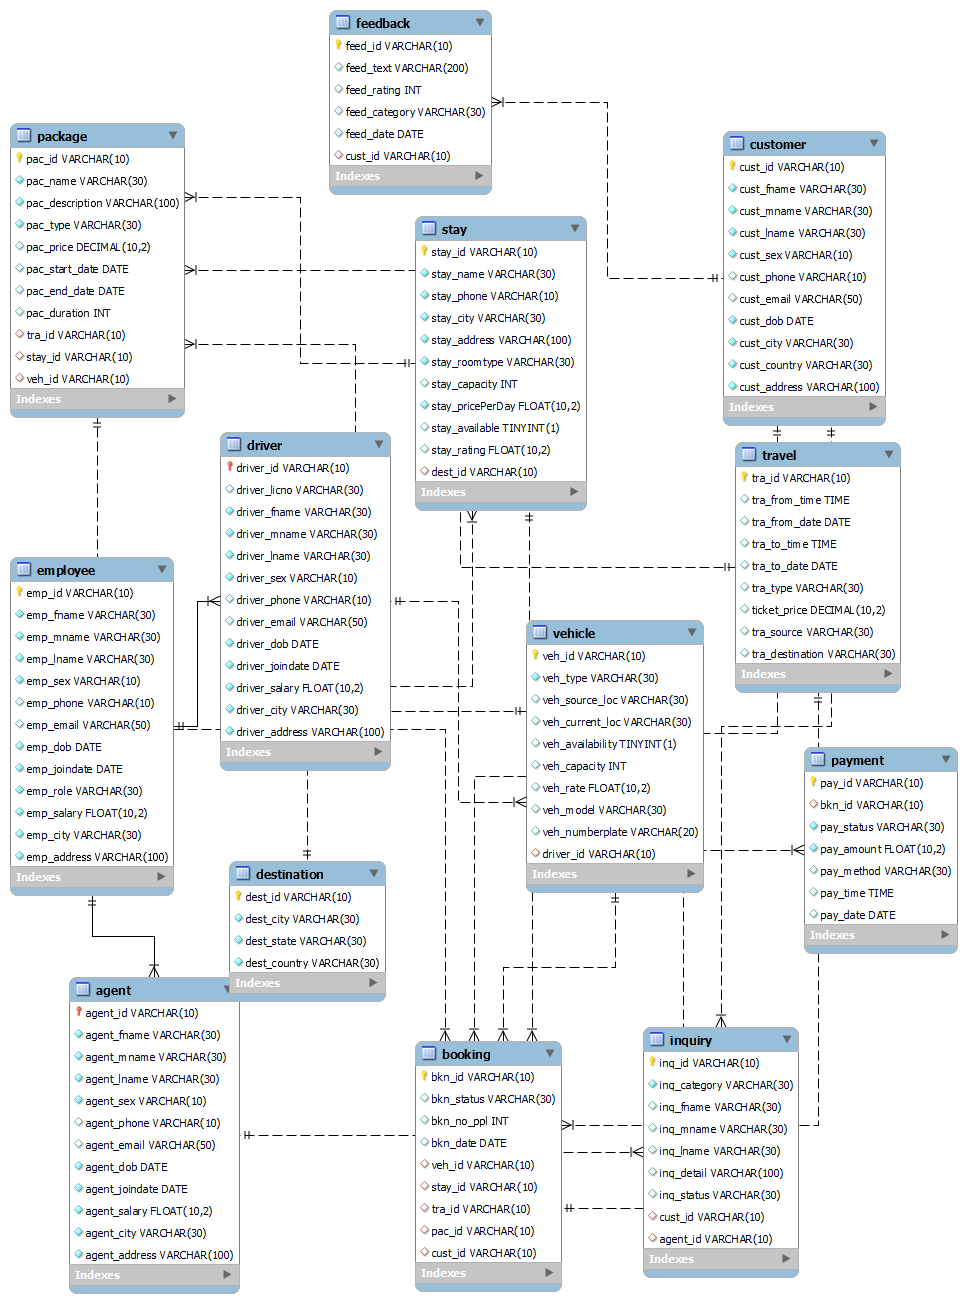 feedback
feed_id VARCHAR(10)
feed_text VARCHAR(200)
feed_rating INT
feed_category VARCHAR(30)
feed_date DATE
cust_id VARCHAR(10)
Indexes
package
pac_id VARCHAR(10)
pac_name VARCHAR(30)
pac_description VARCHAR(100)
pac_type VARCHAR(30)
pac_price DECIMAL(10,2)
pac_start_date DATE
pac_end_date DATE
pac_duration INT
tra_id VARCHAR(10)
stay_id VARCHAR(10)
veh_id VARCHAR(10)
Indexes
customer
cust_id VARCHAR(10)
cust_fname VARCHAR(30)
cust_mname VARCHAR(30)
cust_lname VARCHAR(30)
cust_sex VARCHAR(10)
cust_phone VARCHAR(10)
cust_email VARCHAR(50)
cust_dob DATE
cust_city VARCHAR(30)
cust_country VARCHAR(30)
cust_address VARCHAR(100)
Indexes
stay
stay_id VARCHAR(10)
stay_name VARCHAR(30)
stay_phone VARCHAR(10)
stay_city VARCHAR(30)
stay_address VARCHAR(100)
stay_roomtype VARCHAR(30)
stay_capacity INT
stay_pricePerDay FLOAT(10,2)
stay_available TINYINT(1)
stay_rating FLOAT(10,2)
dest_id VARCHAR(10)
Indexes
driver
driver_id VARCHAR(10)
driver_licno VARCHAR(30)
driver_fname VARCHAR(30)
driver_mname VARCHAR(30)
driver_lname VARCHAR(30)
driver_sex VARCHAR(10)
driver_phone VARCHAR(10)
driver_email VARCHAR(50)
driver_dob DATE
driver_joindate DATE
driver_salary FLOAT(10,2)
driver_city VARCHAR(30)
driver_address VARCHAR(100)
Indexes
travel
tra_id VARCHAR(10)
tra_from_time TIME
tra_from_date DATE
tra_to_time TIME
tra_to_date DATE
tra_type VARCHAR(30)
ticket_price DECIMAL(10,2)
tra_source VARCHAR(30)
tra_destination VARCHAR(30)
Indexes
employee
emp_id VARCHAR(10)
emp_fname VARCHAR(30)
emp_mname VARCHAR(30)
emp_lname VARCHAR(30)
emp_sex VARCHAR(10)
emp_phone VARCHAR(10)
emp_email VARCHAR(50)
emp_dob DATE
emp_joindate DATE
emp_role VARCHAR(30)
emp_salary FLOAT(10,2)
emp_city VARCHAR(30)
emp_address VARCHAR(100)
Indexes
vehicle
veh_id VARCHAR(10)
veh_type VARCHAR(30)
veh_source_loc VARCHAR(30)
veh_current_loc VARCHAR(30)
veh_availability TINYINT(1)
veh_capacity INT
veh_rate FLOAT(10,2)
veh_model VARCHAR(30)
veh_numberplate VARCHAR(20)
driver_id VARCHAR(10)
Indexes
payment
pay_id VARCHAR(10)
bkn_id VARCHAR(10)
pay_status VARCHAR(30)
pay_amount FLOAT(10,2)
pay_method VARCHAR(30)
pay_time TIME
pay_date DATE
Indexes
destination
dest_id VARCHAR(10)
dest_city VARCHAR(30)
dest_state VARCHAR(30)
dest_country VARCHAR(30)
Indexes
agent
agent_id VARCHAR(10)
agent_fname VARCHAR(30)
agent_mname VARCHAR(30)
agent_lname VARCHAR(30)
agent_sex VARCHAR(10)
agent_phone VARCHAR(10)
agent_email VARCHAR(50)
agent_dob DATE
agent_joindate DATE
agent_salary FLOAT(10,2)
agent_city VARCHAR(30)
agent_address VARCHAR(100)
Indexes
booking
bkn_id VARCHAR(10)
bkn_status VARCHAR(30)
bkn_no_ppl INT
bkn_date DATE
veh_id VARCHAR(10)
stay_id VARCHAR(10)
tra_id VARCHAR(10)
pac_id VARCHAR(10)
cust_id VARCHAR(10)
Indexes
inquiry
inq_id VARCHAR(10)
inq_category VARCHAR(30)
inq_fname VARCHAR(30)
inq_mname VARCHAR(30)
inq_lname VARCHAR(30)
inq_detail VARCHAR(100)
inq_status VARCHAR(30)
cust_id VARCHAR(10)
agent_id VARCHAR(10)
Indexes